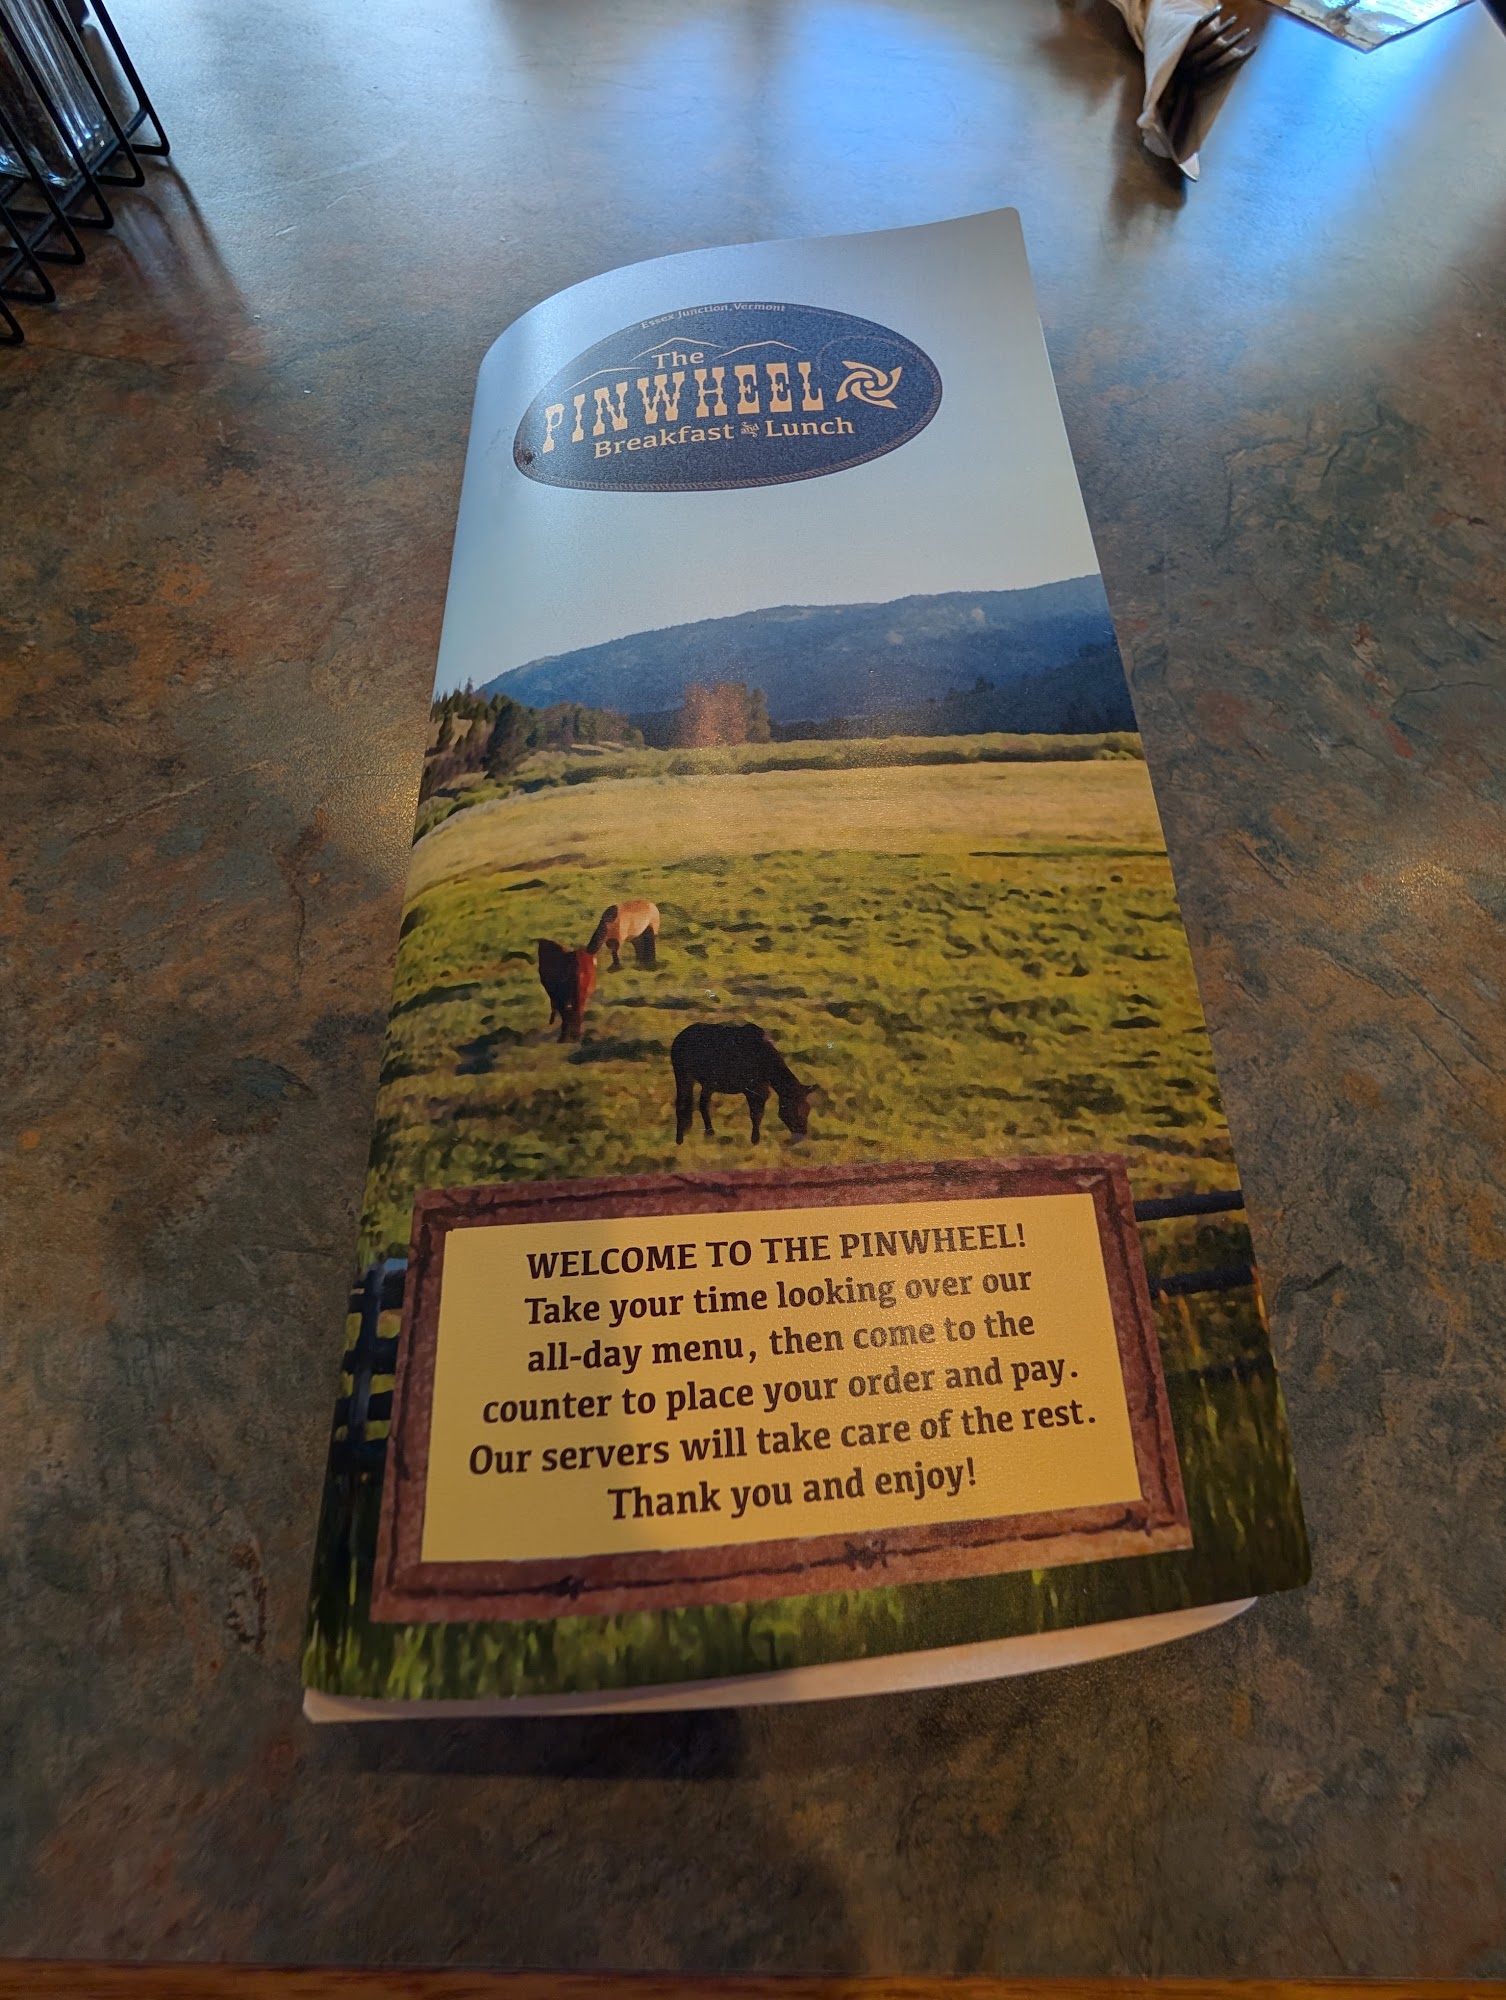 Essex Junction, Vermont
The
PINWHEEL
Breakfast and Lunch
WELCOME TO THE PINWHEEL!
Take your time looking over our
all-day menu, then come to the
counter to place your order and pay.
Our servers will take care of the rest.
Thank you and enjoy!